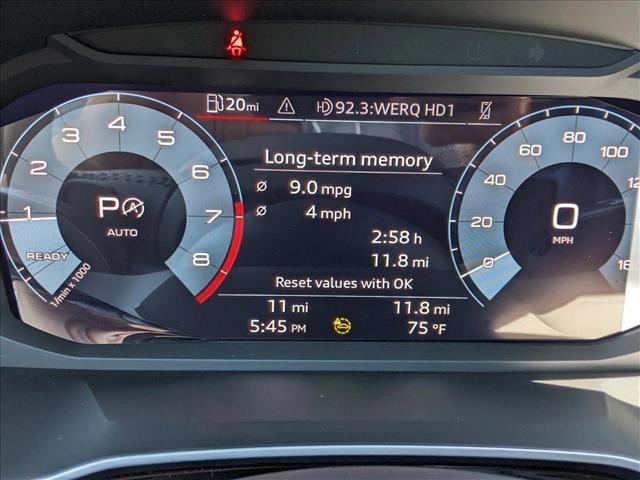 20mi
92.3:WERQ HD1
Long-term memory
Ø 9.0 mpg
Ø 4 mph
2:58 h
11.8 mi
Reset values with OK
11 mi 11.8 mi
5:45 PM 75 °F
1 2 3 4 5 6 7 8
P A
AUTO
READY
1/min x 1000
0 20 40 60 80 100
0
MPH